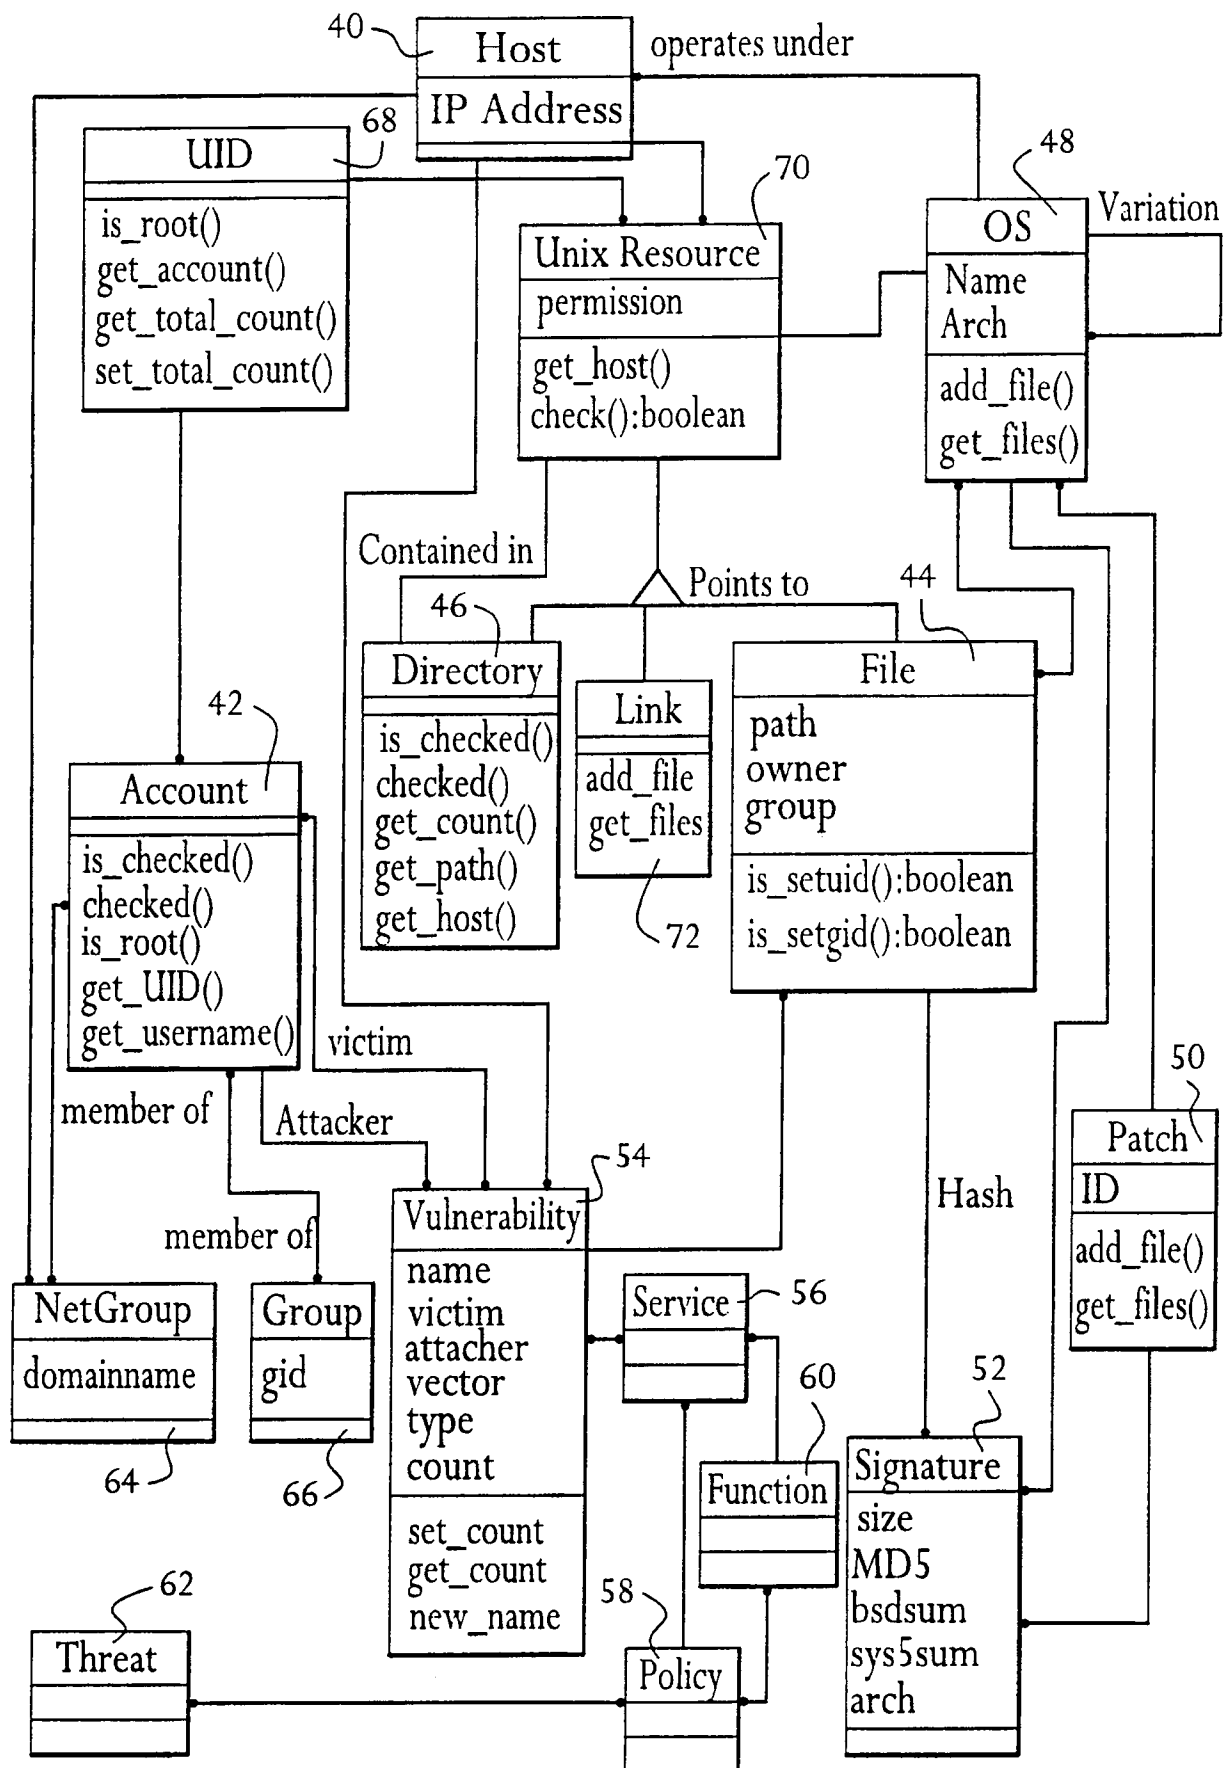 40
Host
IP Address
operates under
68
UID
is_root()
get_account()
get_total_count()
set_total_count()
70
Unix Resource
permission
get_host()
check():boolean
48
OS
Name
Arch
add_file()
get_files()
Variation
Contained in
Points to
46
Directory
is_checked()
checked()
get_count()
get_path()
get_host()
Link
add_file
get_files
72
44
File
path
owner
group
is_setuid():boolean
is_setgid():boolean
42
Account
is_checked()
checked()
is_root()
get_UID()
get_username()
victim
member of
Attacker
member of
Hash
50
Patch
ID
add_file()
get_files()
54
Vulnerability
name
victim
attacher
vector
type
count
set_count
get_count
new_name
NetGroup
domainname
64
Group
gid
66
Service
56
60
Function
52
Signature
size
MD5
bsdsum
sys5sum
arch
62
Threat
58
Policy